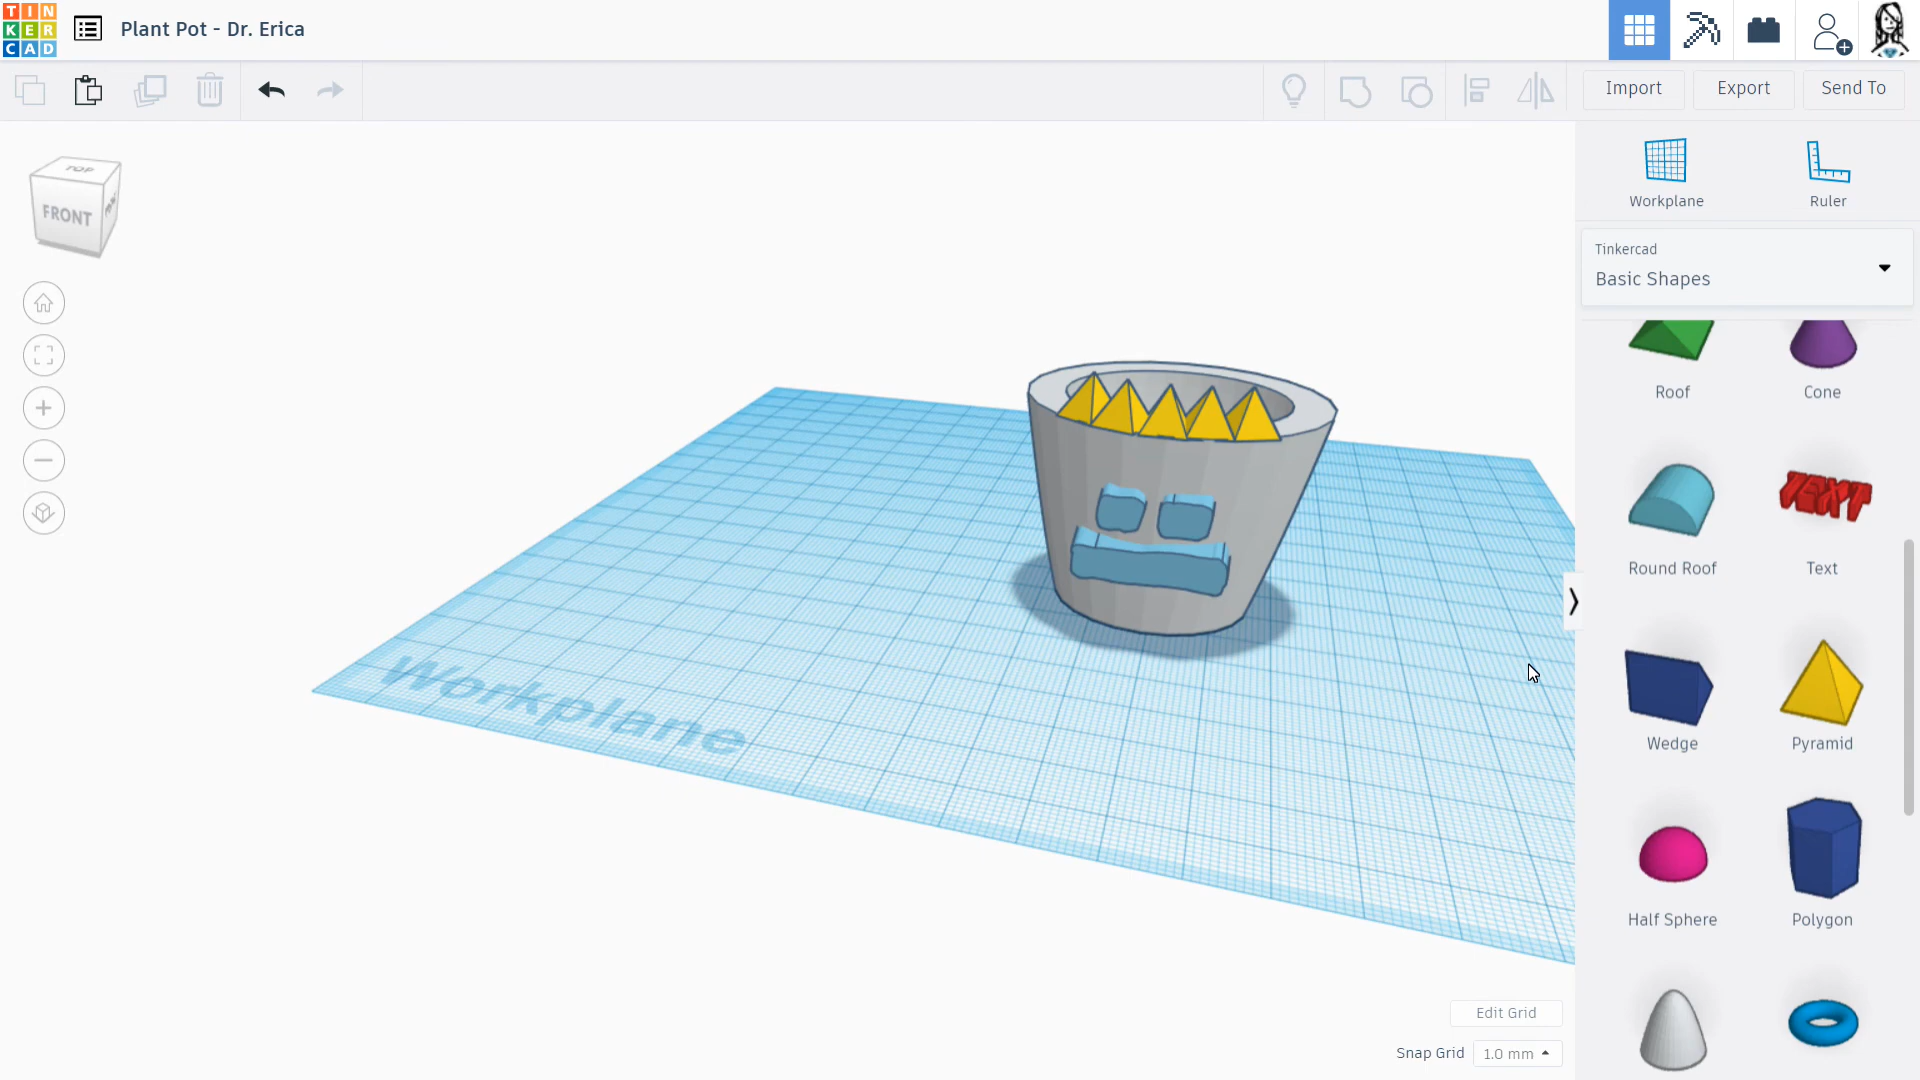 TIN
KER
CAD
Plant Pot - Dr. Erica
Import
Export
Send To
TOP
FRONT
Workplane
Ruler
Tinkercad
Basic Shapes
Roof
Cone
TEXT
Round Roof
Text
Wedge
Pyramid
Half Sphere
Polygon
Workplane
Edit Grid
Snap Grid
1.0 mm